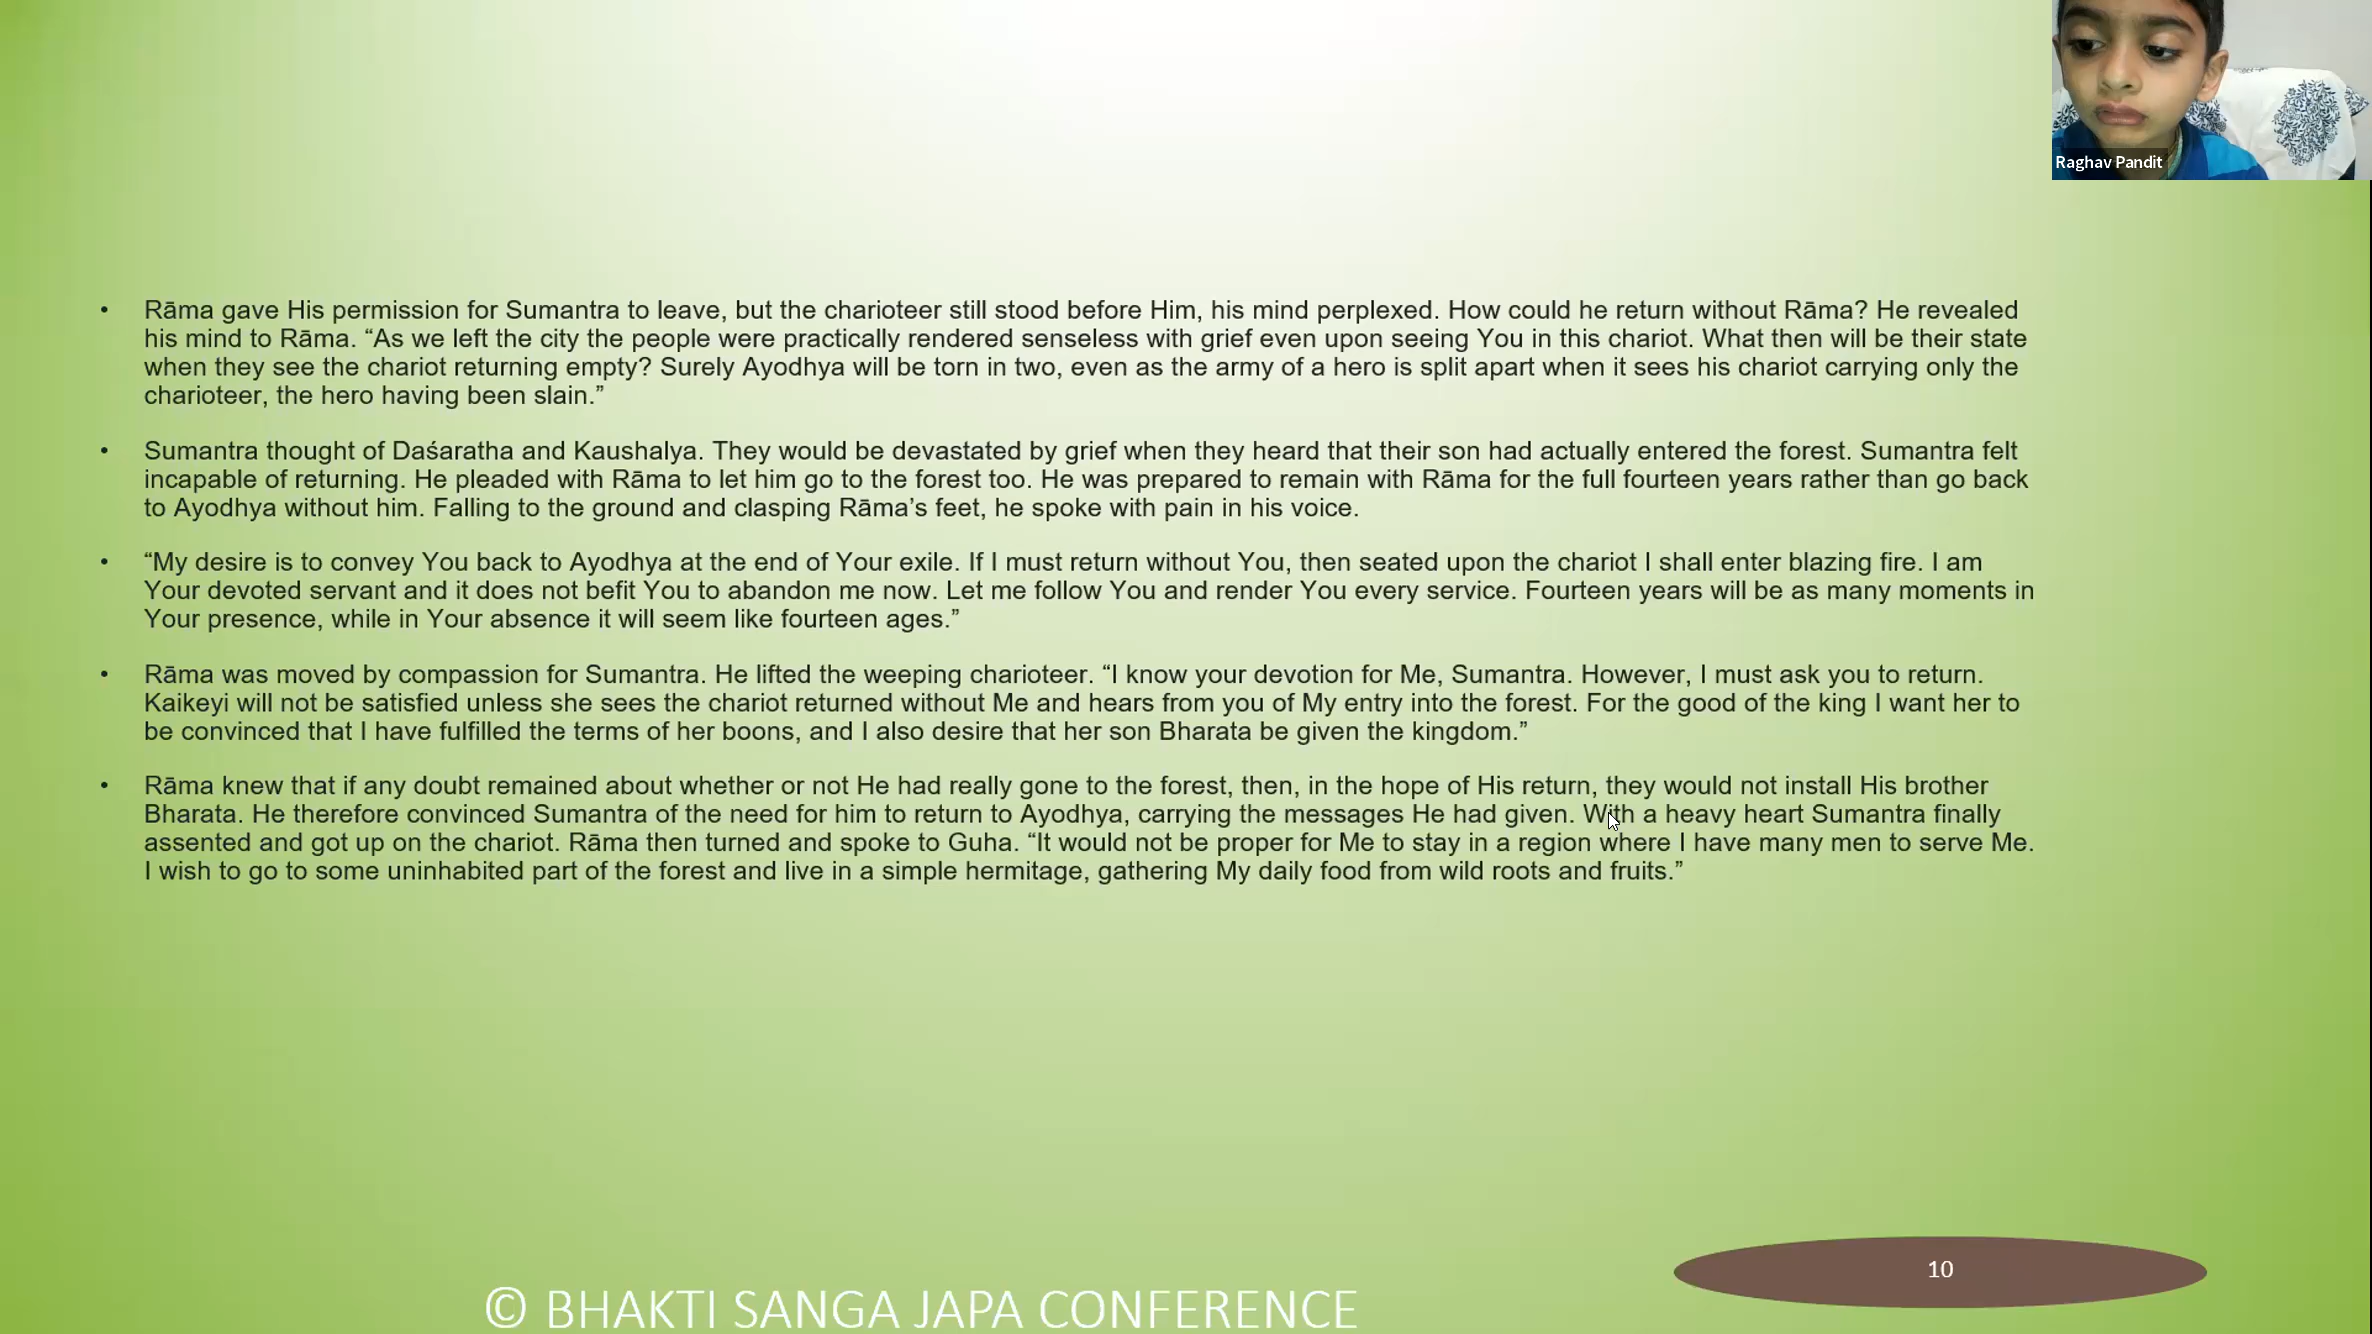 Raghav Pandit
• Rāma gave His permission for Sumantra to leave, but the charioteer still stood before Him, his mind perplexed. How could he return without Rāma? He revealed
his mind to Rāma. “As we left the city the people were practically rendered senseless with grief even upon seeing You in this chariot. What then will be their state
when they see the chariot returning empty? Surely Ayodhya will be torn in two, even as the army of a hero is split apart when it sees his chariot carrying only the
charioteer, the hero having been slain.”
• Sumantra thought of Daśaratha and Kaushalya. They would be devastated by grief when they heard that their son had actually entered the forest. Sumantra felt
incapable of returning. He pleaded with Rāma to let him go to the forest too. He was prepared to remain with Rāma for the full fourteen years rather than go back
to Ayodhya without him. Falling to the ground and clasping Rāma’s feet, he spoke with pain in his voice.
• “My desire is to convey You back to Ayodhya at the end of Your exile. If I must return without You, then seated upon the chariot I shall enter blazing fire. I am
Your devoted servant and it does not befit You to abandon me now. Let me follow You and render You every service. Fourteen years will be as many moments in
Your presence, while in Your absence it will seem like fourteen ages.”
• Rāma was moved by compassion for Sumantra. He lifted the weeping charioteer. “I know your devotion for Me, Sumantra. However, I must ask you to return.
Kaikeyi will not be satisfied unless she sees the chariot returned without Me and hears from you of My entry into the forest. For the good of the king I want her to
be convinced that I have fulfilled the terms of her boons, and I also desire that her son Bharata be given the kingdom.”
• Rāma knew that if any doubt remained about whether or not He had really gone to the forest, then, in the hope of His return, they would not install His brother
Bharata. He therefore convinced Sumantra of the need for him to return to Ayodhya, carrying the messages He had given. With a heavy heart Sumantra finally
assented and got up on the chariot. Rāma then turned and spoke to Guha. “It would not be proper for Me to stay in a region where I have many men to serve Me.
I wish to go to some uninhabited part of the forest and live in a simple hermitage, gathering My daily food from wild roots and fruits.”
10
© BHAKTI SANGA JAPA CONFERENCE